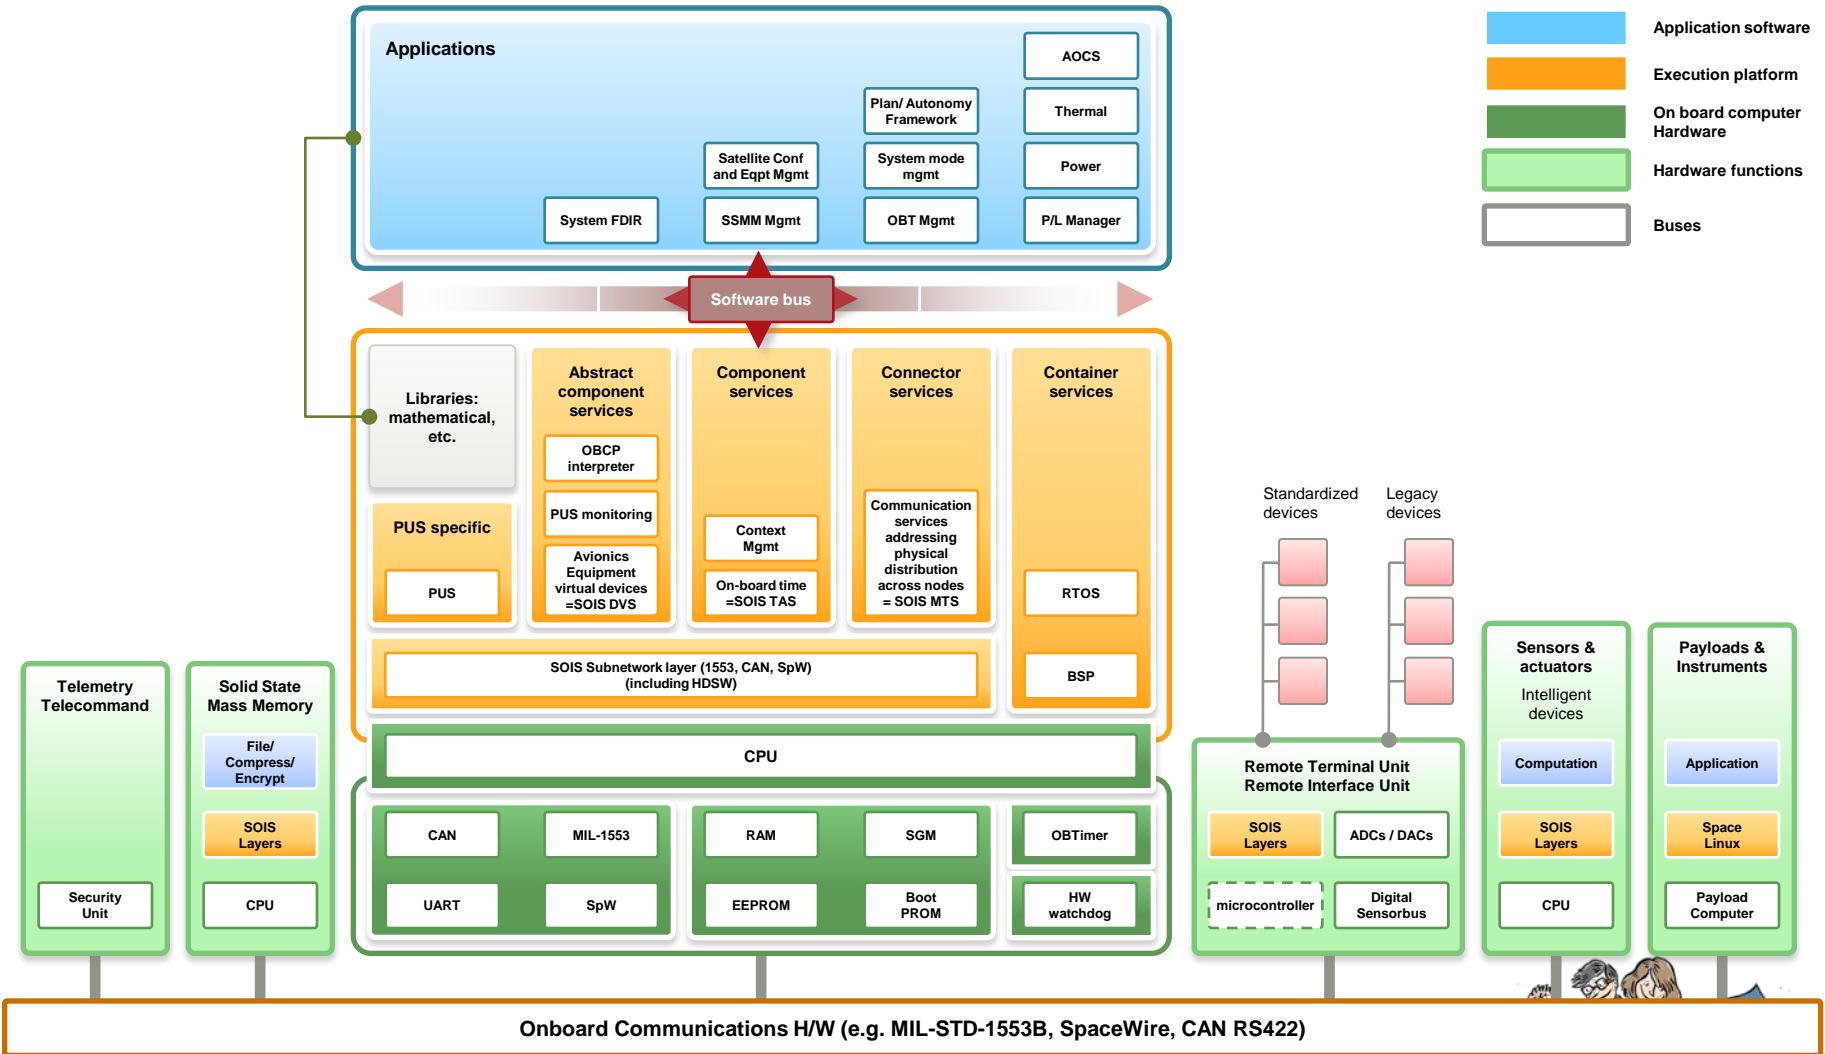 Applications
AOCS
Plan/ Autonomy
Framework
Thermal
Satellite Conf
and Eqpt Mgmt
System mode
mgmt
Power
System FDIR
SSMM Mgmt
OBT Mgmt
P/L Manager
Application software
Execution platform
On board computer
Hardware
Hardware functions
Buses
Software bus
Libraries:
mathematical,
etc.
Abstract
component
services
Component
services
Connector
services
Container
services
OBCP
interpreter
PUS monitoring
Avionics
Equipment
virtual devices
=SOIS DVS
Context
Mgmt
On-board time
=SOIS TAS
Communication
services
addressing
physical
distribution
across nodes
= SOIS MTS
RTOS
BSP
PUS specific
PUS
SOIS Subnetwork layer (1553, CAN, SpW)
(including HDSW)
CPU
CAN
MIL-1553
RAM
SGM
OBTimer
UART
SpW
EEPROM
Boot
PROM
HW
watchdog
Telemetry
Telecommand
Security
Unit
Solid State
Mass Memory
File/
Compress/
Encrypt
SOIS
Layers
CPU
Standardized
devices
Legacy
devices
Remote Terminal Unit
Remote Interface Unit
SOIS
Layers
ADCs / DACs
microcontroller
Digital
Sensorbus
Sensors &
actuators
Intelligent
devices
Computation
SOIS
Layers
CPU
Payloads &
Instruments
Application
Space
Linux
Payload
Computer
Onboard Communications H/W (e.g. MIL-STD-1553B, SpaceWire, CAN RS422)